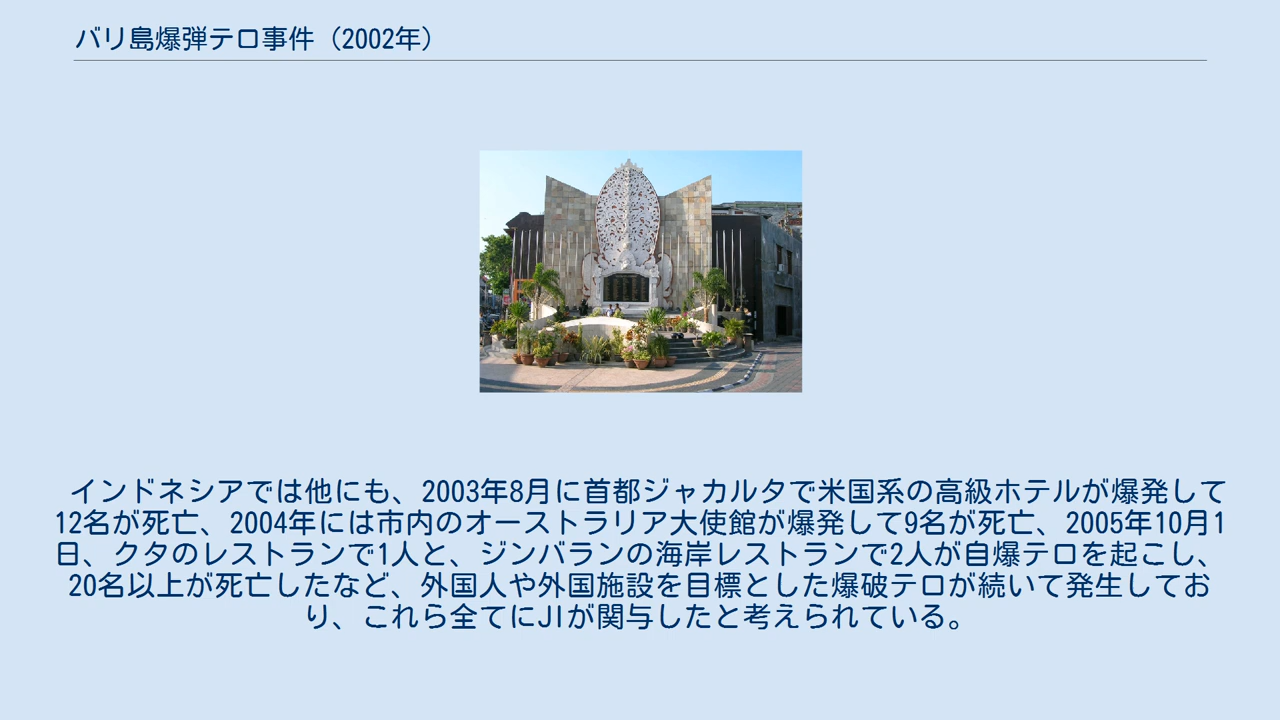 バリ島爆弾テロ事件（2002年）
インドネシアでは他にも、2003年8月に首都ジャカルタで米国系の高級ホテルが爆発して
12名が死亡、2004年には市内のオーストラリア大使館が爆発して9名が死亡、2005年10月1
日、クタのレストランで1人と、ジンバランの海岸レストランで2人が自爆テロを起こし、
20名以上が死亡したなど、外国人や外国施設を目標とした爆破テロが続いて発生してお
り、これら全てにJIが関与したと考えられている。